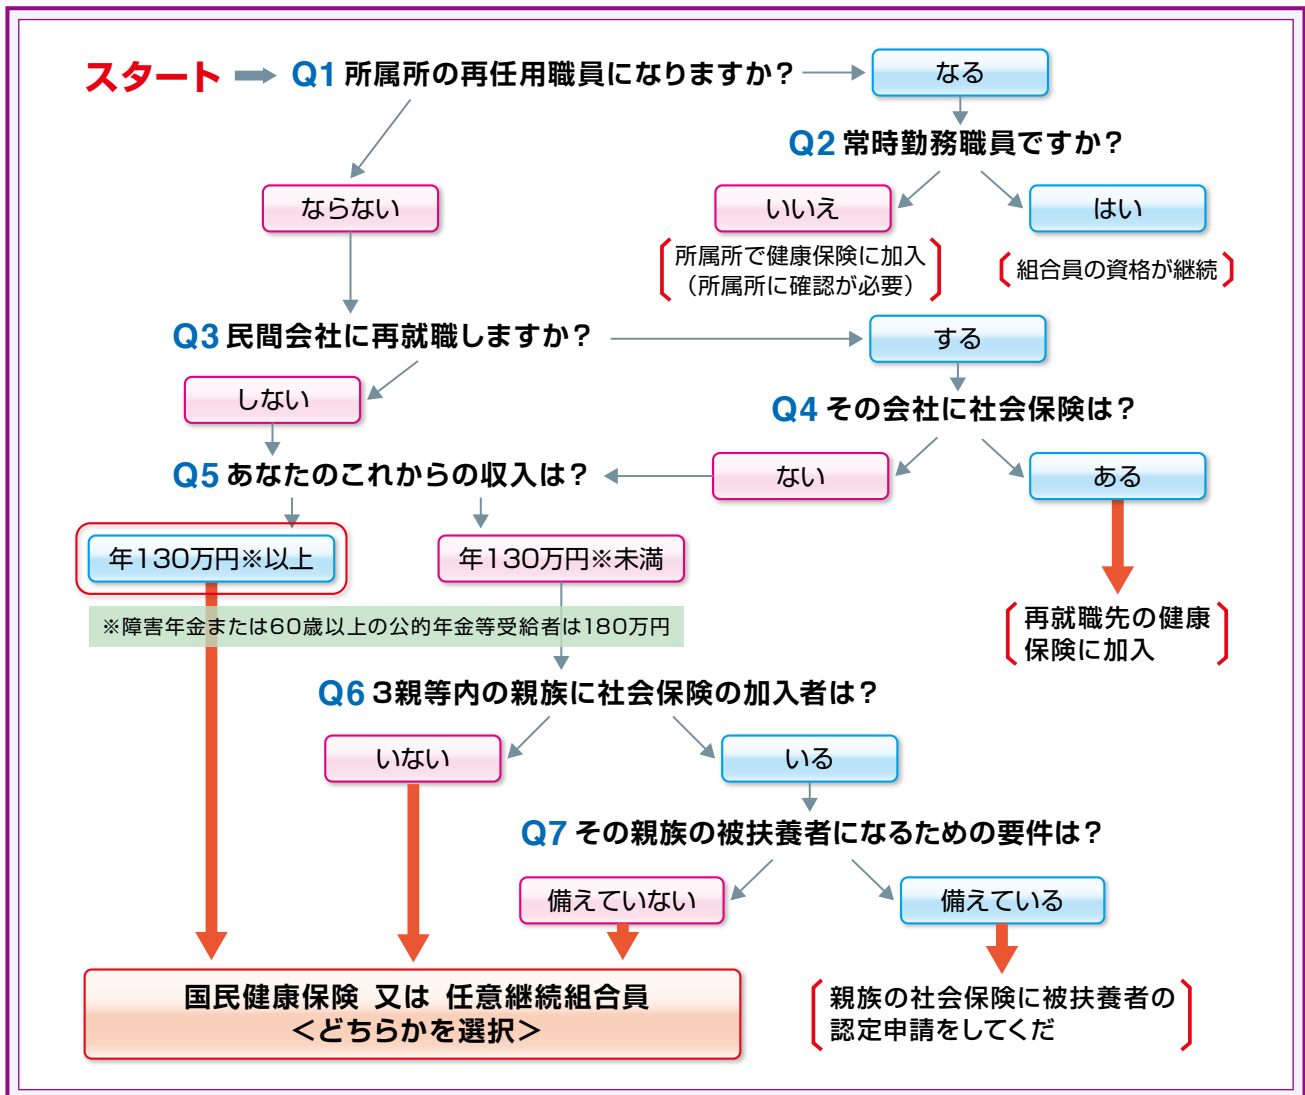 スタート
Q1 所属所の再任用職員になりますか？
なる
Q2 常時勤務職員ですか？
ならない
いいえ
はい
所属所で健康保険に加入
（所属所に確認が必要）
組合員の資格が継続
Q3 民間会社に再就職しますか？
する
しない
Q4 その会社に社会保険は？
Q5 あなたのこれからの収入は？
ない
ある
年130万円※以上
年130万円※未満
※障害年金または60歳以上の公的年金等受給者は180万円
再就職先の健康
保険に加入
Q6 3親等内の親族に社会保険の加入者は？
いない
いる
Q7 その親族の被扶養者になるための要件は？
備えていない
備えている
国民健康保険 又は 任意継続組合員
＜どちらかを選択＞
親族の社会保険に被扶養者の
認定申請をしてくだ